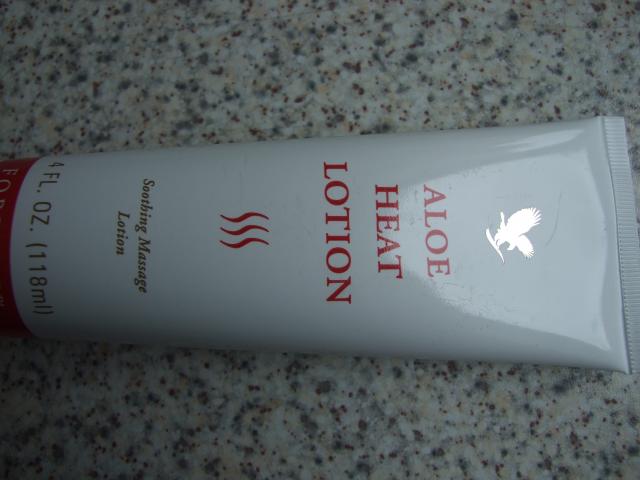 ALOE
HEAT
LOTION
Soothing Massage
Lotion
4 FL. OZ. (118ml)